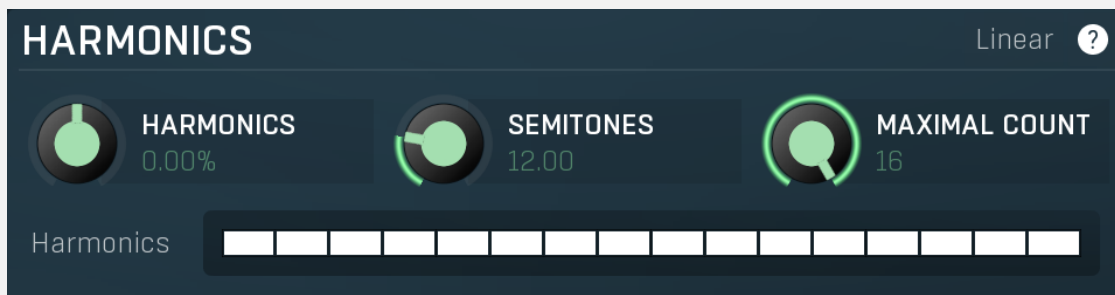 HARMONICS
Linear ?
HARMONICS
0.00%
SEMITONES
12.00
MAXIMAL COUNT
16
Harmonics